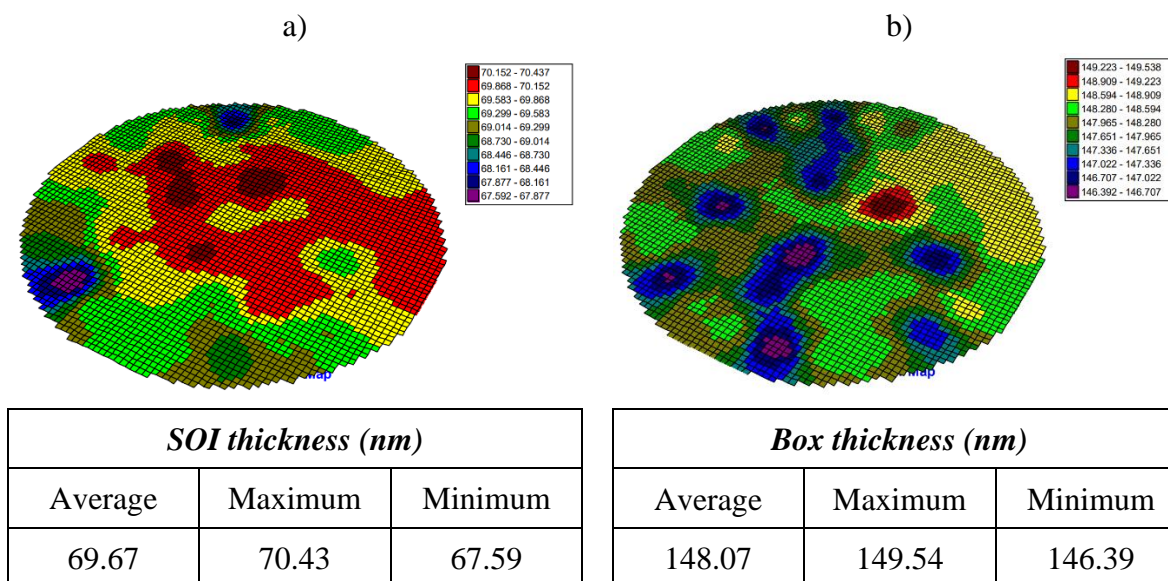 a)
b)
70.152 - 70.437
69.868 - 70.152
69.583 - 69.868
69.299 - 69.583
69.014 - 69.299
68.730 - 69.014
68.446 - 68.730
68.161 - 68.446
67.877 - 68.161
67.592 - 67.877
149.223 - 149.538
148.909 - 149.223
148.594 - 148.909
148.280 - 148.594
147.965 - 148.280
147.651 - 147.965
147.336 - 147.651
147.022 - 147.336
146.707 - 147.022
146.392 - 146.707
SOI thickness (nm)
Average Maximum Minimum
69.67 70.43 67.59
Box thickness (nm)
Average Maximum Minimum
148.07 149.54 146.39